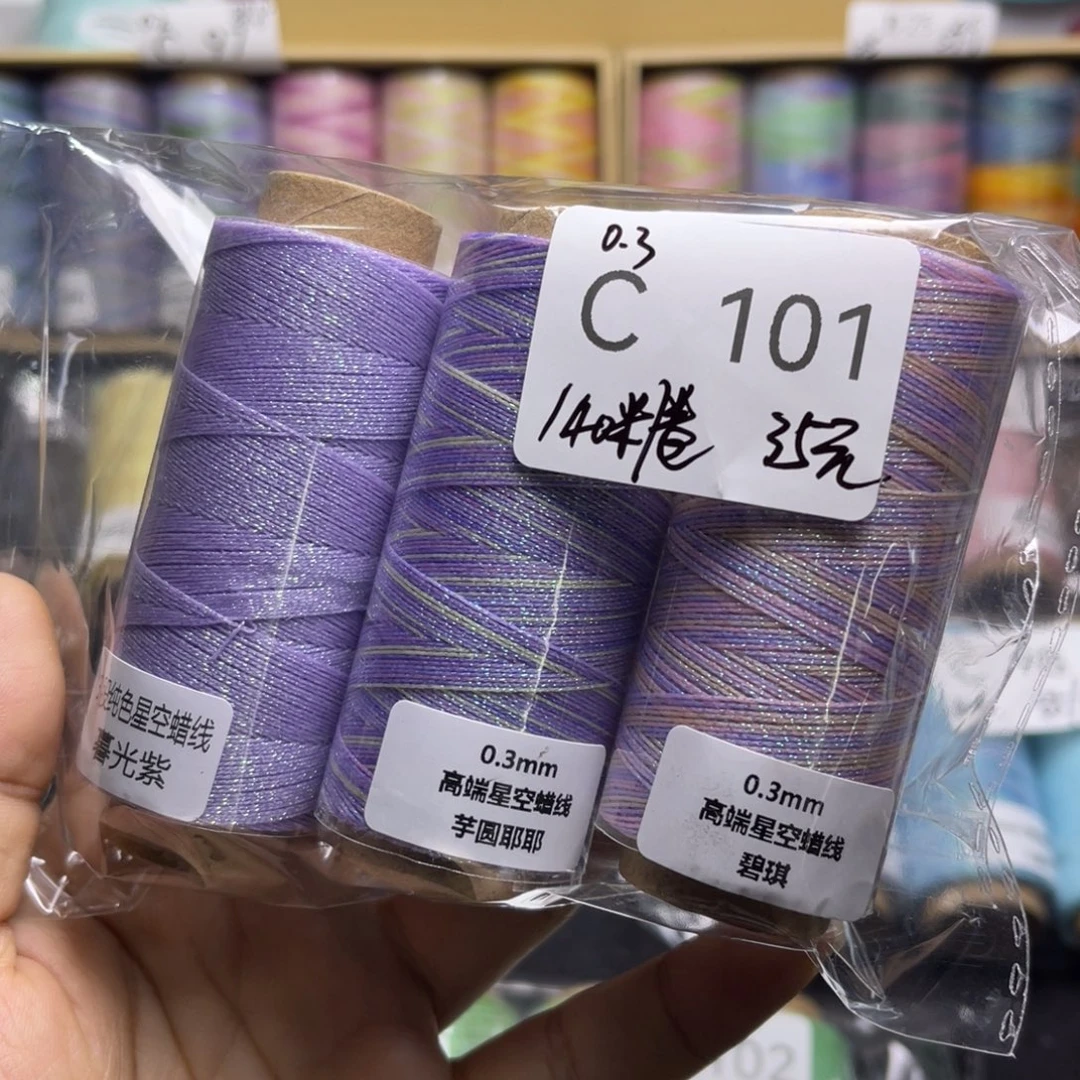 0.3
C 101
140米/卷 35元
纯色星空蜡线
暮光紫
0.3mm
高端星空蜡线
芋圆耶耶
0.3mm
高端星空蜡线
碧琪
102